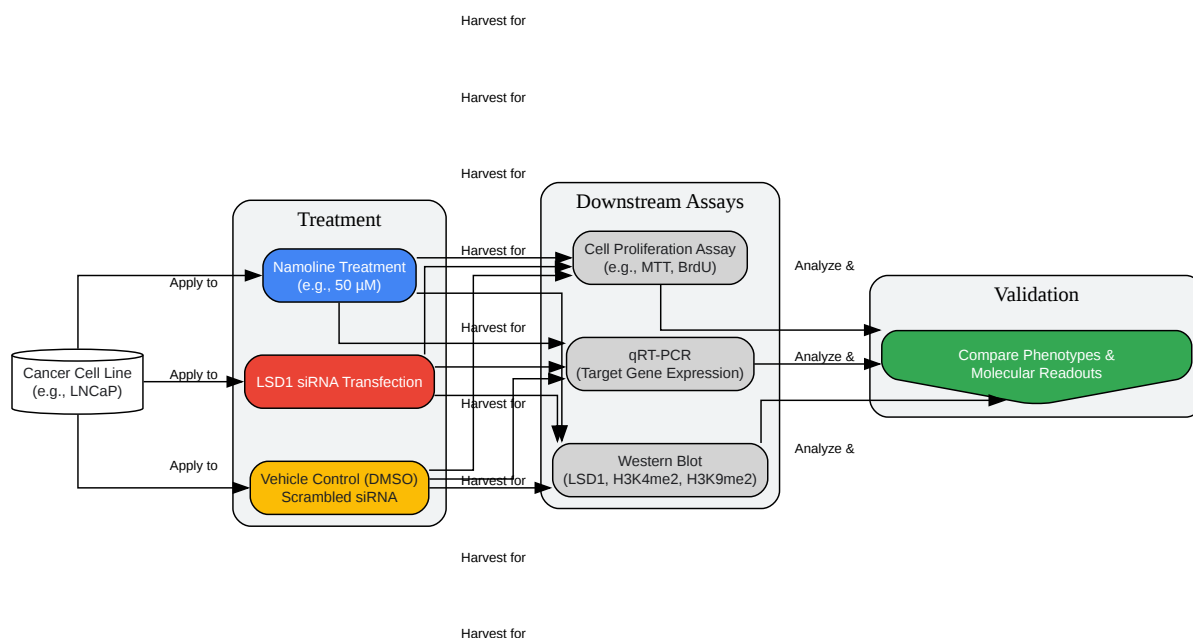 Harvest for
Harvest for
Harvest for
Treatment
Downstream Assays
Namoline Treatment
(e.g., 50 µM)
Harvest for
Cell Proliferation Assay
(e.g., MTT, BrdU)
Analyze &
Apply to
Validation
Harvest for
Cancer Cell Line
(e.g., LNCaP)
Apply to
LSD1 siRNA Transfection
qRT-PCR
(Target Gene Expression)
Analyze &
Compare Phenotypes &
Molecular Readouts
Harvest for
Apply to
Vehicle Control (DMSO)
Scrambled siRNA
Harvest for
Western Blot
(LSD1, H3K4me2, H3K9me2)
Analyze &
Harvest for
Harvest for